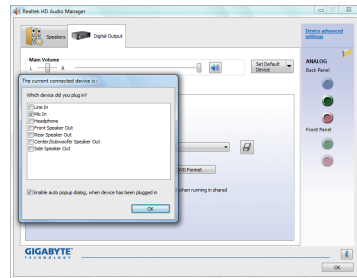 Realtek HD Audio Manager
Speakers
Digital Output
Device advanced
settings
Main Volume
L
R
Set Default
Device
ANALOG
Back Panel
The current connected device is :
Which device did you plug in?
Line In
Mic In
Headphone
Front Speaker Out
Rear Speaker Out
Center/Subwoofer Speaker Out
Side Speaker Out
Front Panel
DVD Format
when running in shared
Enable auto popup dialog, when device has been plugged in
OK
GIGABYTE
TECHNOLOGY
OK